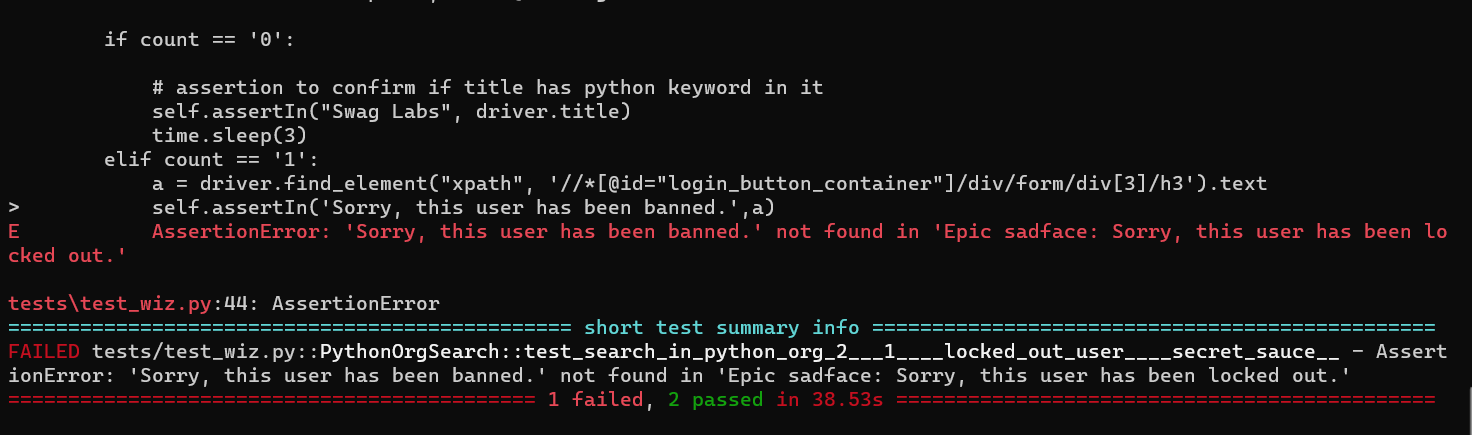 if count == '0':
# assertion to confirm if title has python keyword in it
self.assertIn("Swag Labs", driver.title)
time.sleep(3)
elif count == '1':
a = driver.find_element("xpath", '//*[@id="login_button_container"]/div/form/div[3]/h3').text
> self.assertIn('Sorry, this user has been banned.',a)
E AssertionError: 'Sorry, this user has been banned.' not found in 'Epic sadface: Sorry, this user has been lo
cked out.'
tests\test_wiz.py:44: AssertionError
=============================================== short test summary info ===============================================
FAILED tests/test_wiz.py::PythonOrgSearch::test_search_in_python_org_2___1____locked_out_user____secret_sauce__ - Assert
ionError: 'Sorry, this user has been banned.' not found in 'Epic sadface: Sorry, this user has been locked out.'
============================================ 1 failed, 2 passed in 38.53s =============================================